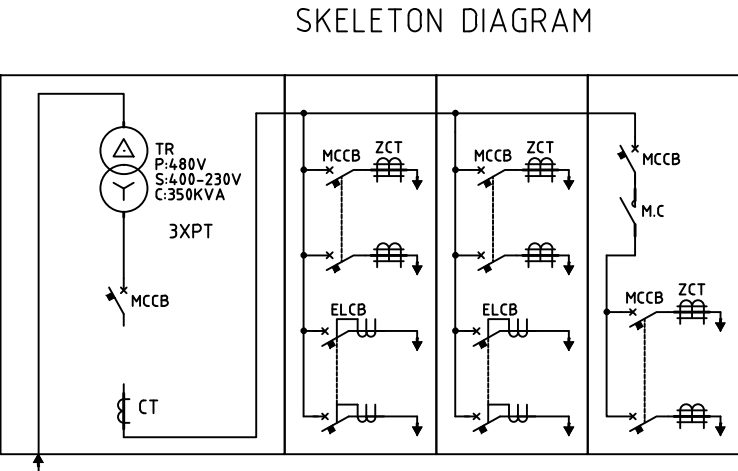 SKELETON DIAGRAM
TR
P:480V
S:400-230V
C:350KVA
3XPT
MCCB
CT
MCCB
ZCT
ELCB
MCCB
ZCT
ELCB
MCCB
M.C
MCCB
ZCT